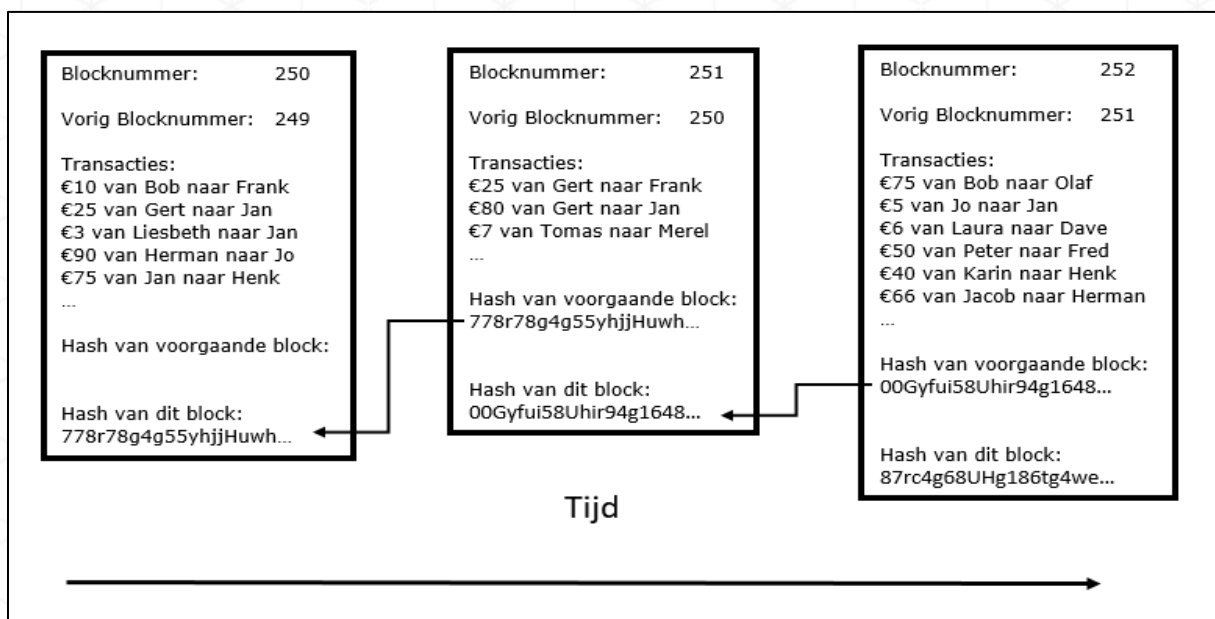 Blocknummer: 250
Vorig Blocknummer: 249
Transacties:
€10 van Bob naar Frank
€25 van Gert naar Jan
€3 van Liesbeth naar Jan
€90 van Herman naar Jo
€75 van Jan naar Henk
...
Hash van voorgaande block:
Hash van dit block:
778r78g4g55yhjjHuwh...
Blocknummer: 251
Vorig Blocknummer: 250
Transacties:
€25 van Gert naar Frank
€80 van Gert naar Jan
€7 van Tomas naar Merel
...
Hash van voorgaande block:
778r78g4g55yhjjHuwh...
Hash van dit block:
00Gyfui58Uhir94g1648...
Blocknummer: 252
Vorig Blocknummer: 251
Transacties:
€75 van Bob naar Olaf
€5 van Jo naar Jan
€6 van Laura naar Dave
€50 van Peter naar Fred
€40 van Karin naar Henk
€66 van Jacob naar Herman
...
Hash van voorgaande block:
00Gyfui58Uhir94g1648...
Hash van dit block:
87rc4g68UHg186tg4we...
Tijd